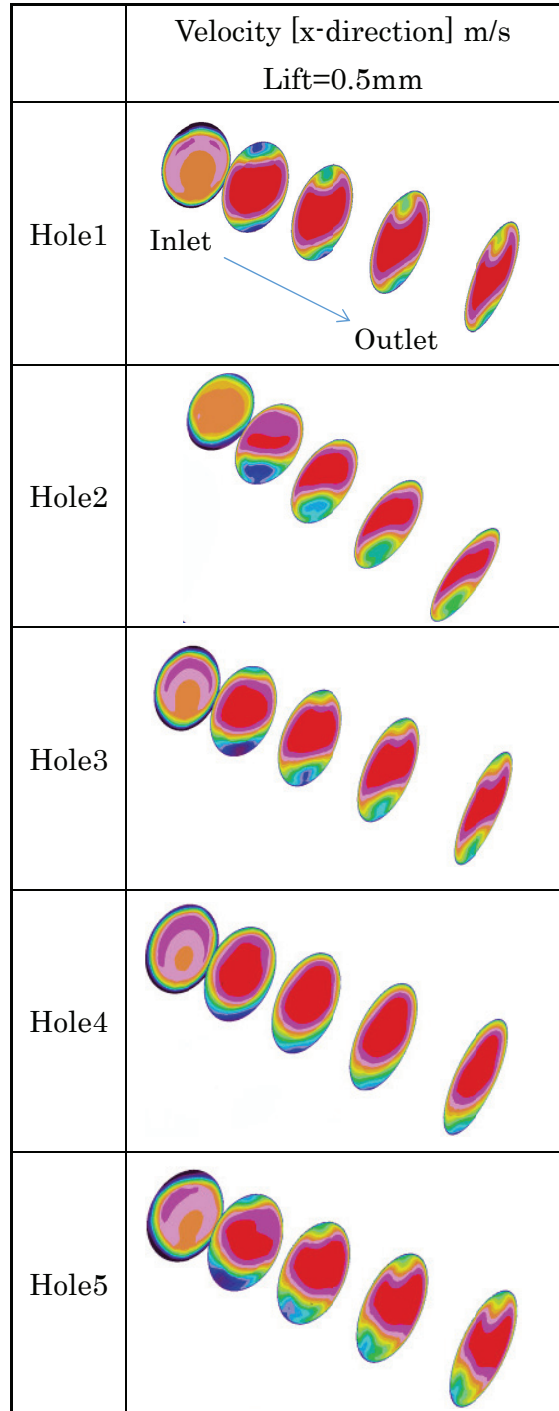 Velocity [x-direction] m/s
Lift=0.5mm
Hole1
Inlet
Outlet
Hole2
Hole3
Hole4
Hole5